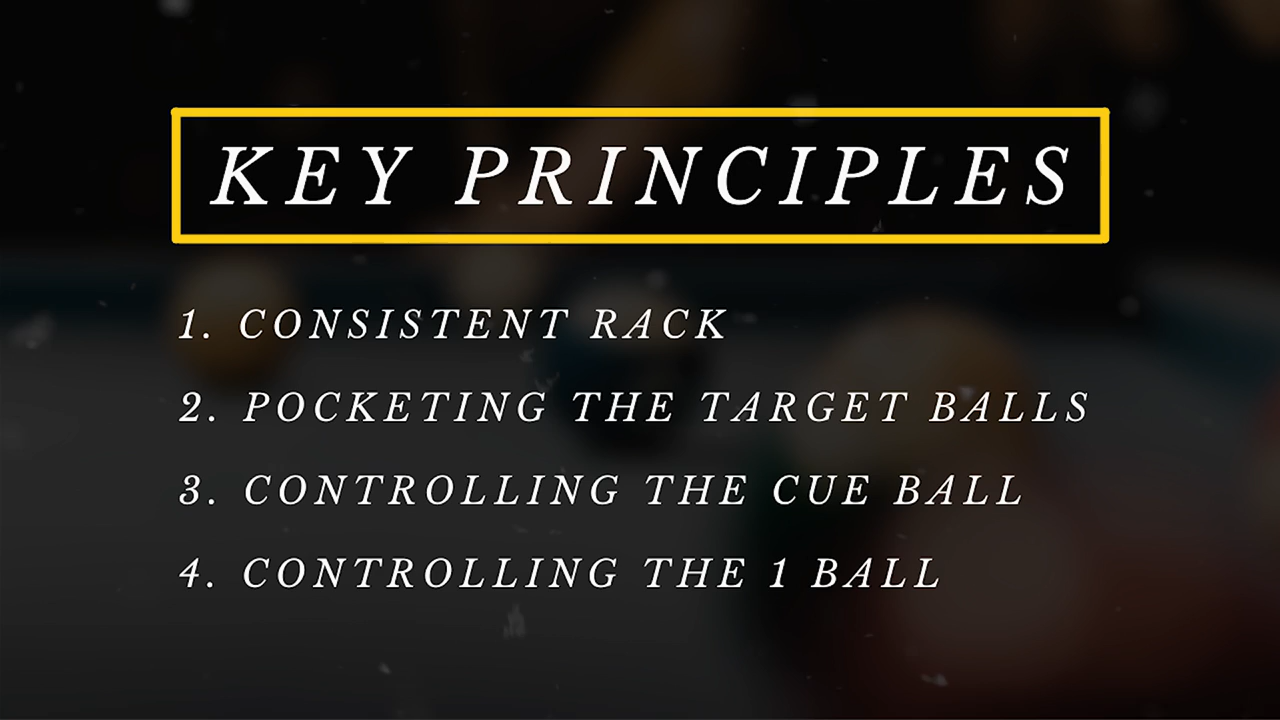 KEY PRINCIPLES
1. CONSISTENT RACK
2. POCKETING THE TARGET BALLS
3. CONTROLLING THE CUE BALL
4. CONTROLLING THE 1 BALL